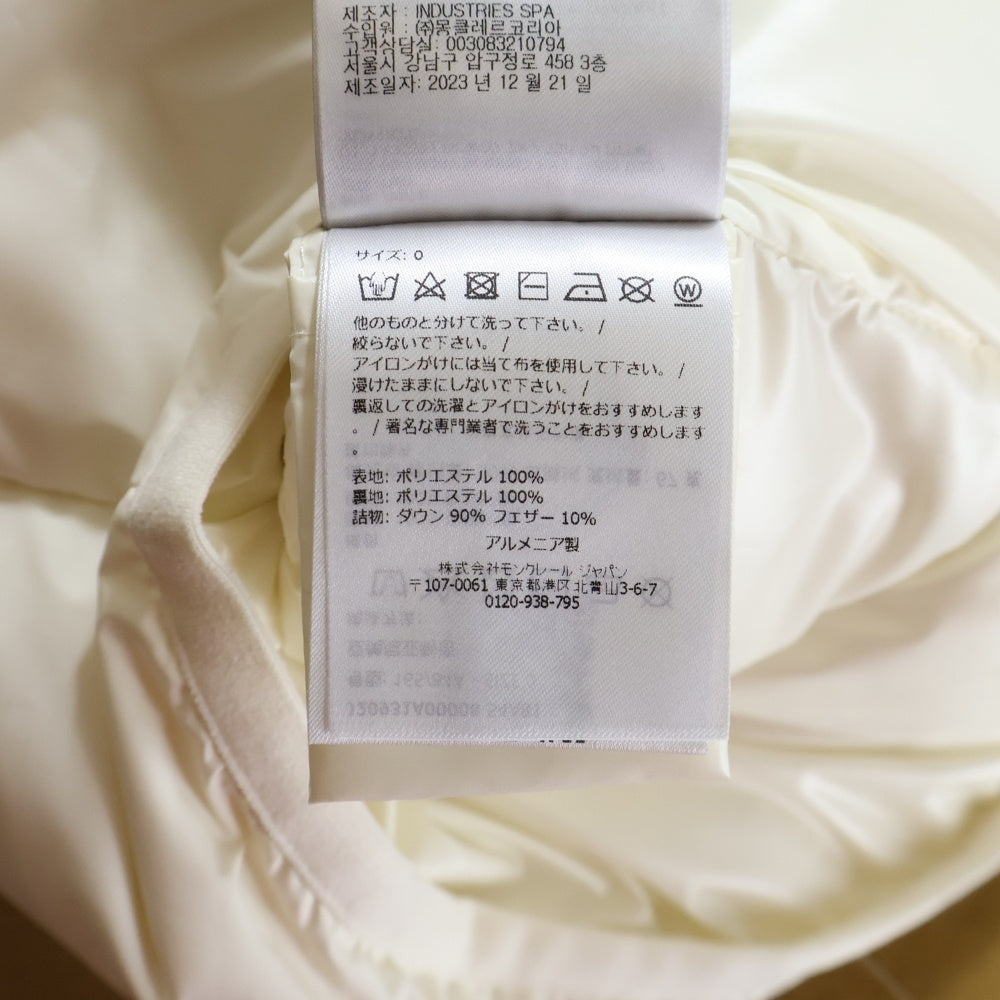 제조자 : INDUSTRIES SPA
수입원 : ㈜몽클레르코리아
고객상담실: 003083210794
서울시 강남구 압구정로 458 3층
제조일자: 2023 년 12 월 21 일
サイズ: 0
W
他のものと分けて洗って下さい。 /
絞らないで下さい。 /
アイロンがけには当て布を使用して下さい。 /
浸けたままにしないで下さい。 /
裏返しての洗濯とアイロンがけをおすすめします
。 / 著名な専門業者で洗うことをおすすめします
。
表地: ポリエステル 100%
裏地: ポリエステル 100%
詰物: ダウン 90% フェザー 10%
アルメニア製
株式会社モンクレール ジャパン
〒107-0061 東京都港区北青山3-6-7
0120-938-795